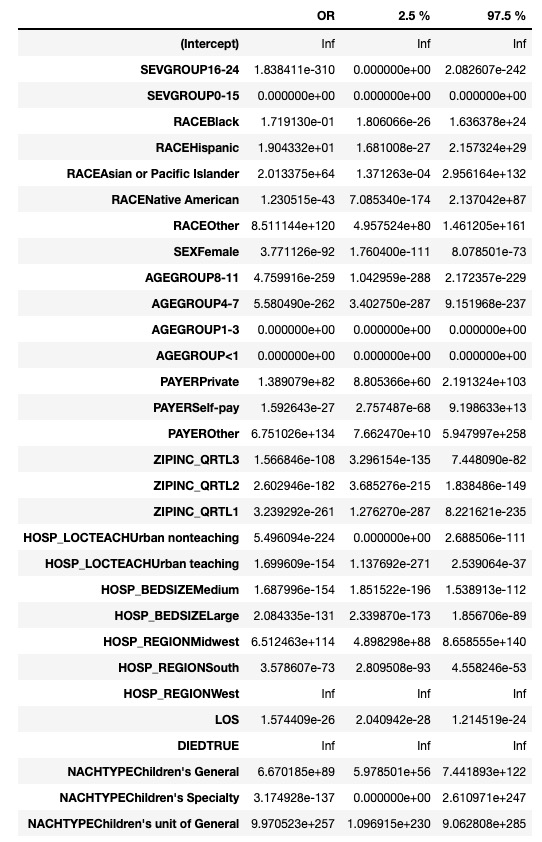 OR 2.5 % 97.5 %
(Intercept) Inf Inf Inf
SEVGROUP16-24 1.838411e-310 0.000000e+00 2.082607e-242
SEVGROUP0-15 0.000000e+00 0.000000e+00 0.000000e+00
RACEBlack 1.719130e-01 1.806066e-26 1.636378e+24
RACEHispanic 1.904332e+01 1.681008e-27 2.157324e+29
RACEAsian or Pacific Islander 2.013375e+64 1.371263e-04 2.956164e+132
RACENative American 1.230515e-43 7.085340e-174 2.137042e+87
RACEOther 8.511144e+120 4.957524e+80 1.461205e+161
SEXFemale 3.771126e-92 1.760400e-111 8.078501e-73
AGEGROUP8-11 4.759916e-259 1.042959e-288 2.172357e-229
AGEGROUP4-7 5.580490e-262 3.402750e-287 9.151968e-237
AGEGROUP1-3 0.000000e+00 0.000000e+00 0.000000e+00
AGEGROUP<1 0.000000e+00 0.000000e+00 0.000000e+00
PAYERPrivate 1.389079e+82 8.805366e+60 2.191324e+103
PAYERSelf-pay 1.592643e-27 2.757487e-68 9.198633e+13
PAYEROther 6.751026e+134 7.662470e+10 5.947997e+258
ZIPINC_QRTL3 1.566846e-108 3.296154e-135 7.448090e-82
ZIPINC_QRTL2 2.602946e-182 3.685276e-215 1.838486e-149
ZIPINC_QRTL1 3.239292e-261 1.276270e-287 8.221621e-235
HOSP_LOCTEACHUrban nonteaching 5.496094e-224 0.000000e+00 2.688506e-111
HOSP_LOCTEACHUrban teaching 1.699609e-154 1.137692e-271 2.539064e-37
HOSP_BEDSIZEMedium 1.687996e-154 1.851522e-196 1.538913e-112
HOSP_BEDSIZELarge 2.084335e-131 2.339870e-173 1.856706e-89
HOSP_REGIONMidwest 6.512463e+114 4.898298e+88 8.658555e+140
HOSP_REGIONSouth 3.578607e-73 2.809508e-93 4.558246e-53
HOSP_REGIONWest Inf Inf Inf
LOS 1.574409e-26 2.040942e-28 1.214519e-24
DIEDTRUE Inf Inf Inf
NACHTYPEChildren's General 6.670185e+89 5.978501e+56 7.441893e+122
NACHTYPEChildren's Specialty 3.174928e-137 0.000000e+00 2.610971e+247
NACHTYPEChildren's unit of General 9.970523e+257 1.096915e+230 9.062808e+285